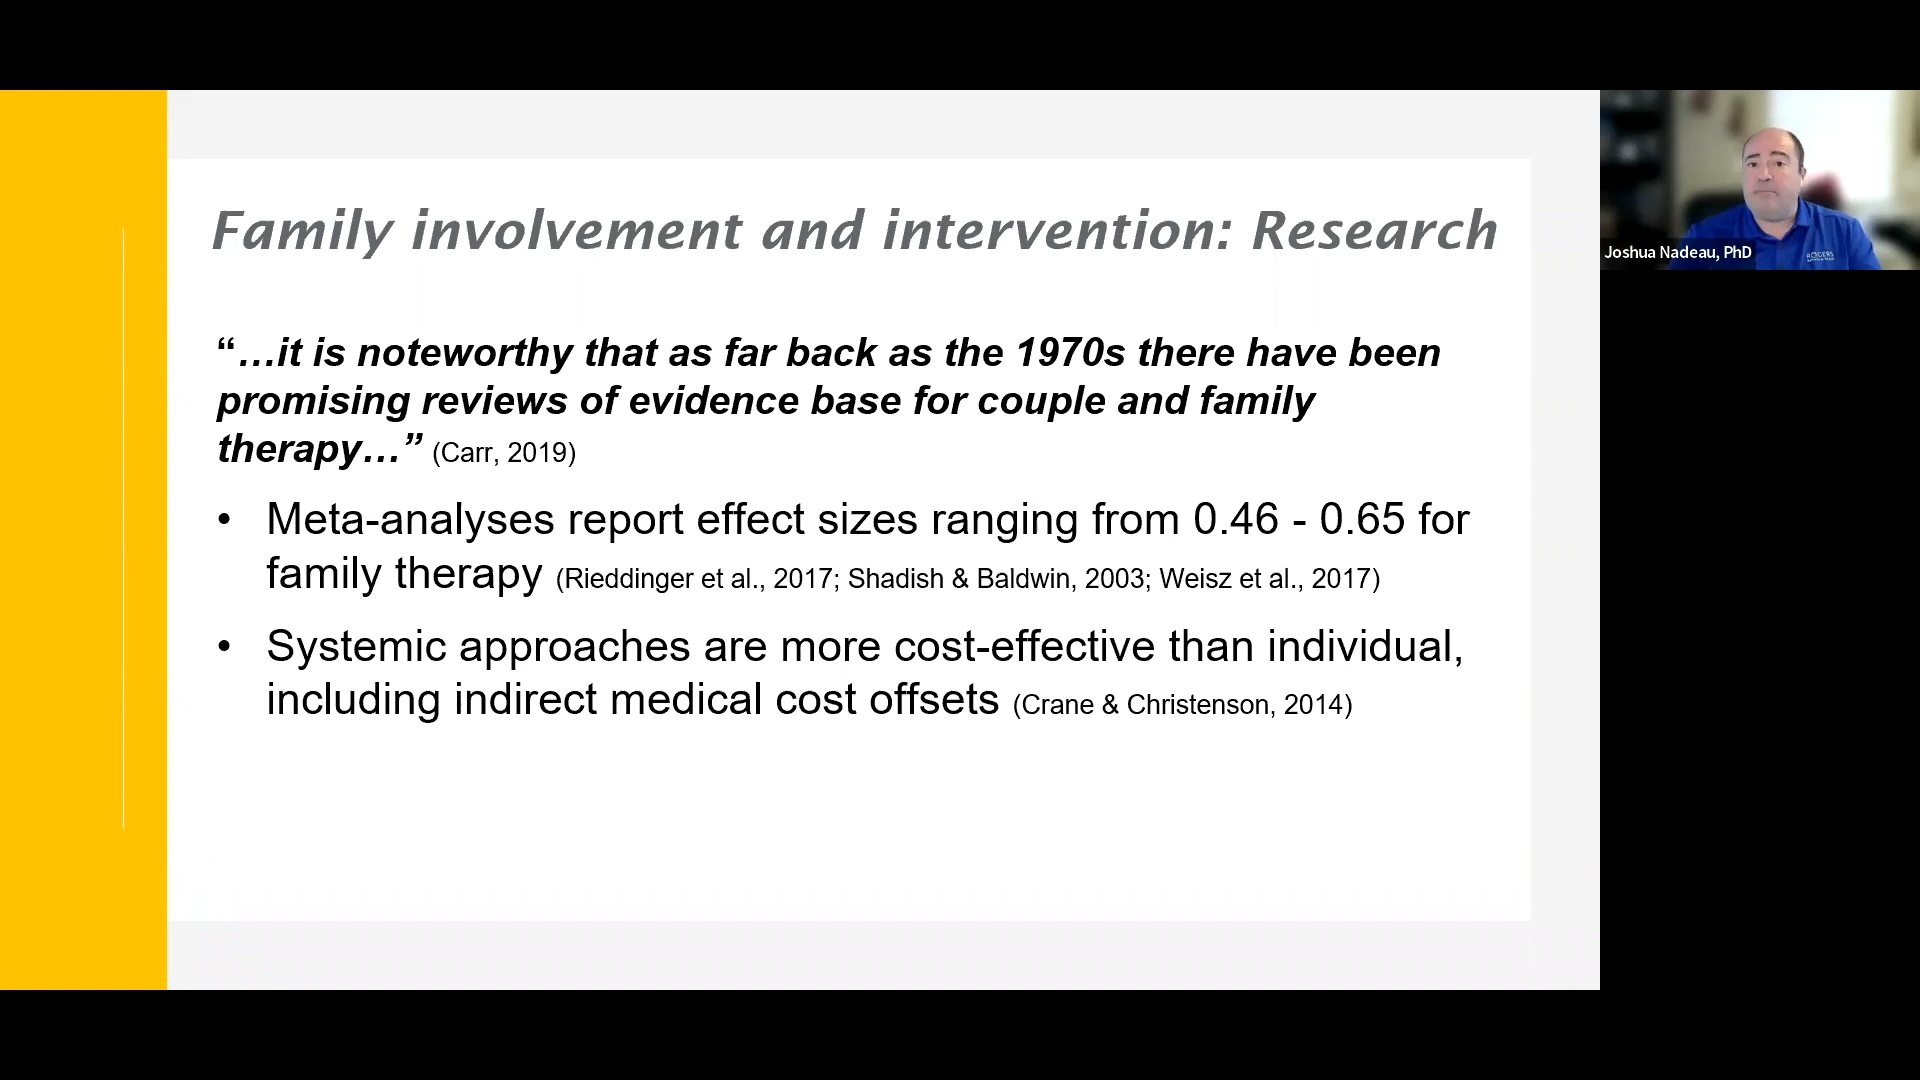 Family involvement and intervention: Research
“…it is noteworthy that as far back as the 1970s there have been
promising reviews of evidence base for couple and family
therapy…” (Carr, 2019)
• Meta-analyses report effect sizes ranging from 0.46 - 0.65 for
family therapy (Rieddinger et al., 2017; Shadish & Baldwin, 2003; Weisz et al., 2017)
• Systemic approaches are more cost-effective than individual,
including indirect medical cost offsets (Crane & Christenson, 2014)
Joshua Nadeau, PhD
ROGERS